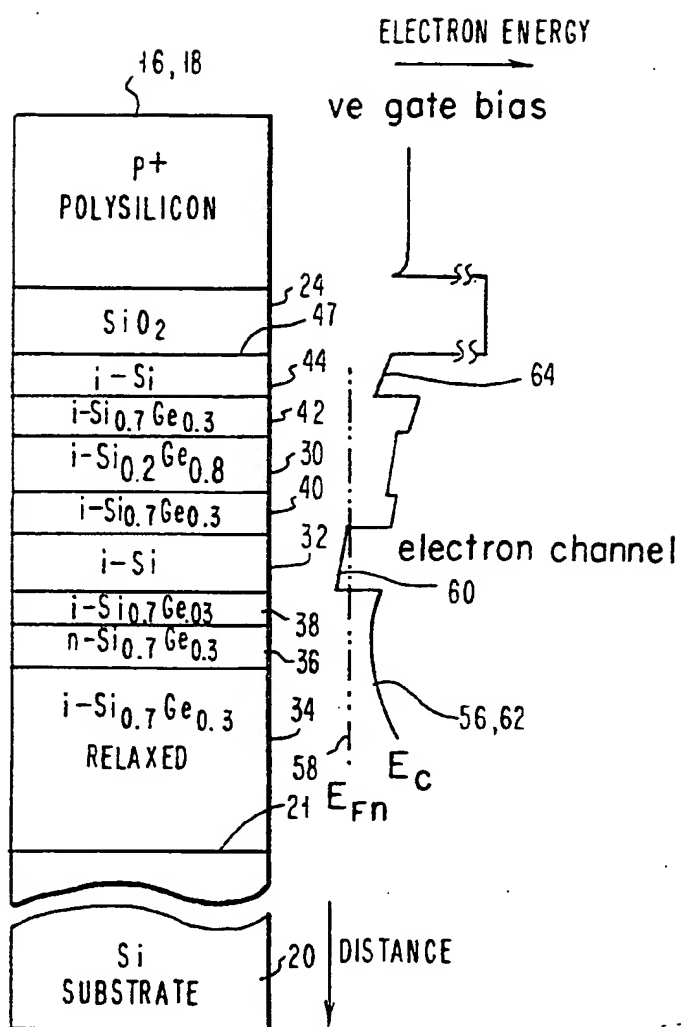 ELECTRON ENERGY
16,18
ve gate bias
p+
POLYSILICON
24
SiO2
47
i-Si
44
64
i-Si0.7Ge0.3
42
i-Si0.2Ge0.8
30
i-Si0.7Ge0.3
40
32
electron channel
i-Si
60
i-Si0.7Ge.03
38
n-Si0.7Ge0.3
36
i-Si0.7Ge0.3
34
RELAXED
56,62
58
EC
EFn
21
Si
SUBSTRATE
20
DISTANCE